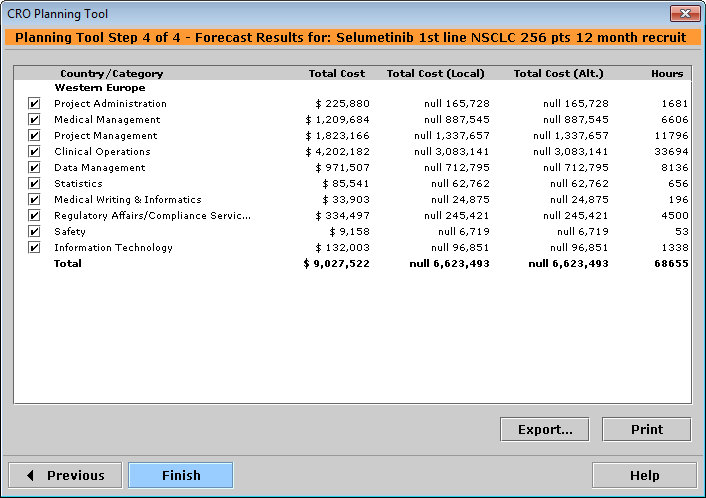 CRO Planning Tool
Planning Tool Step 4 of 4 - Forecast Results for: Selumetinib 1st line NSCLC 256 pts 12 month recruit
Country/Category Total Cost Total Cost (Local) Total Cost (Alt.) Hours
Western Europe
Project Administration $ 225,880 null 165,728 null 165,728 1681
Medical Management $ 1,209,684 null 887,545 null 887,545 6606
Project Management $ 1,823,166 null 1,337,657 null 1,337,657 11796
Clinical Operations $ 4,202,182 null 3,083,141 null 3,083,141 33694
Data Management $ 971,507 null 712,795 null 712,795 8136
Statistics $ 85,541 null 62,762 null 62,762 656
Medical Writing & Informatics $ 33,903 null 24,875 null 24,875 196
Regulatory Affairs/Compliance Servic... $ 334,497 null 245,421 null 245,421 4500
Safety $ 9,158 null 6,719 null 6,719 53
Information Technology $ 132,003 null 96,851 null 96,851 1338
Total $ 9,027,522 null 6,623,493 null 6,623,493 68655
Export... Print
Previous Finish Help